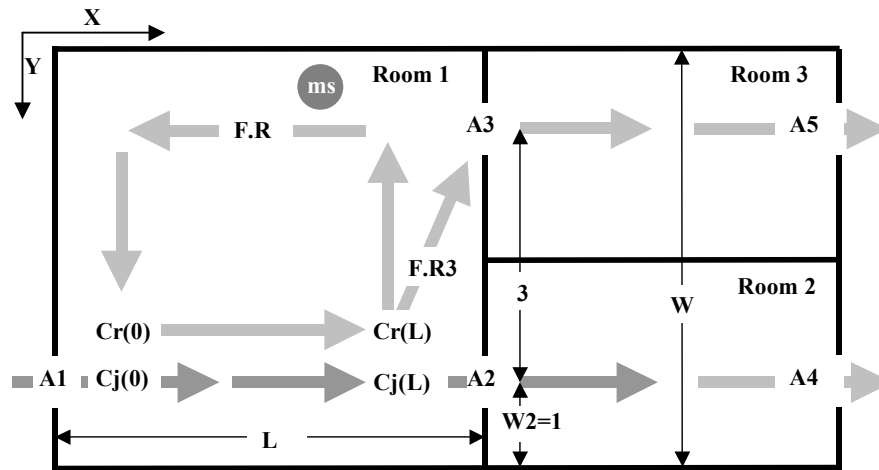 X
Y
Room 1
Room 3
ms
F.R
A3
A5
F.R3
3
W
Room 2
Cr(0)
Cr(L)
A1
Cj(0)
Cj(L)
A2
A4
W2=1
L